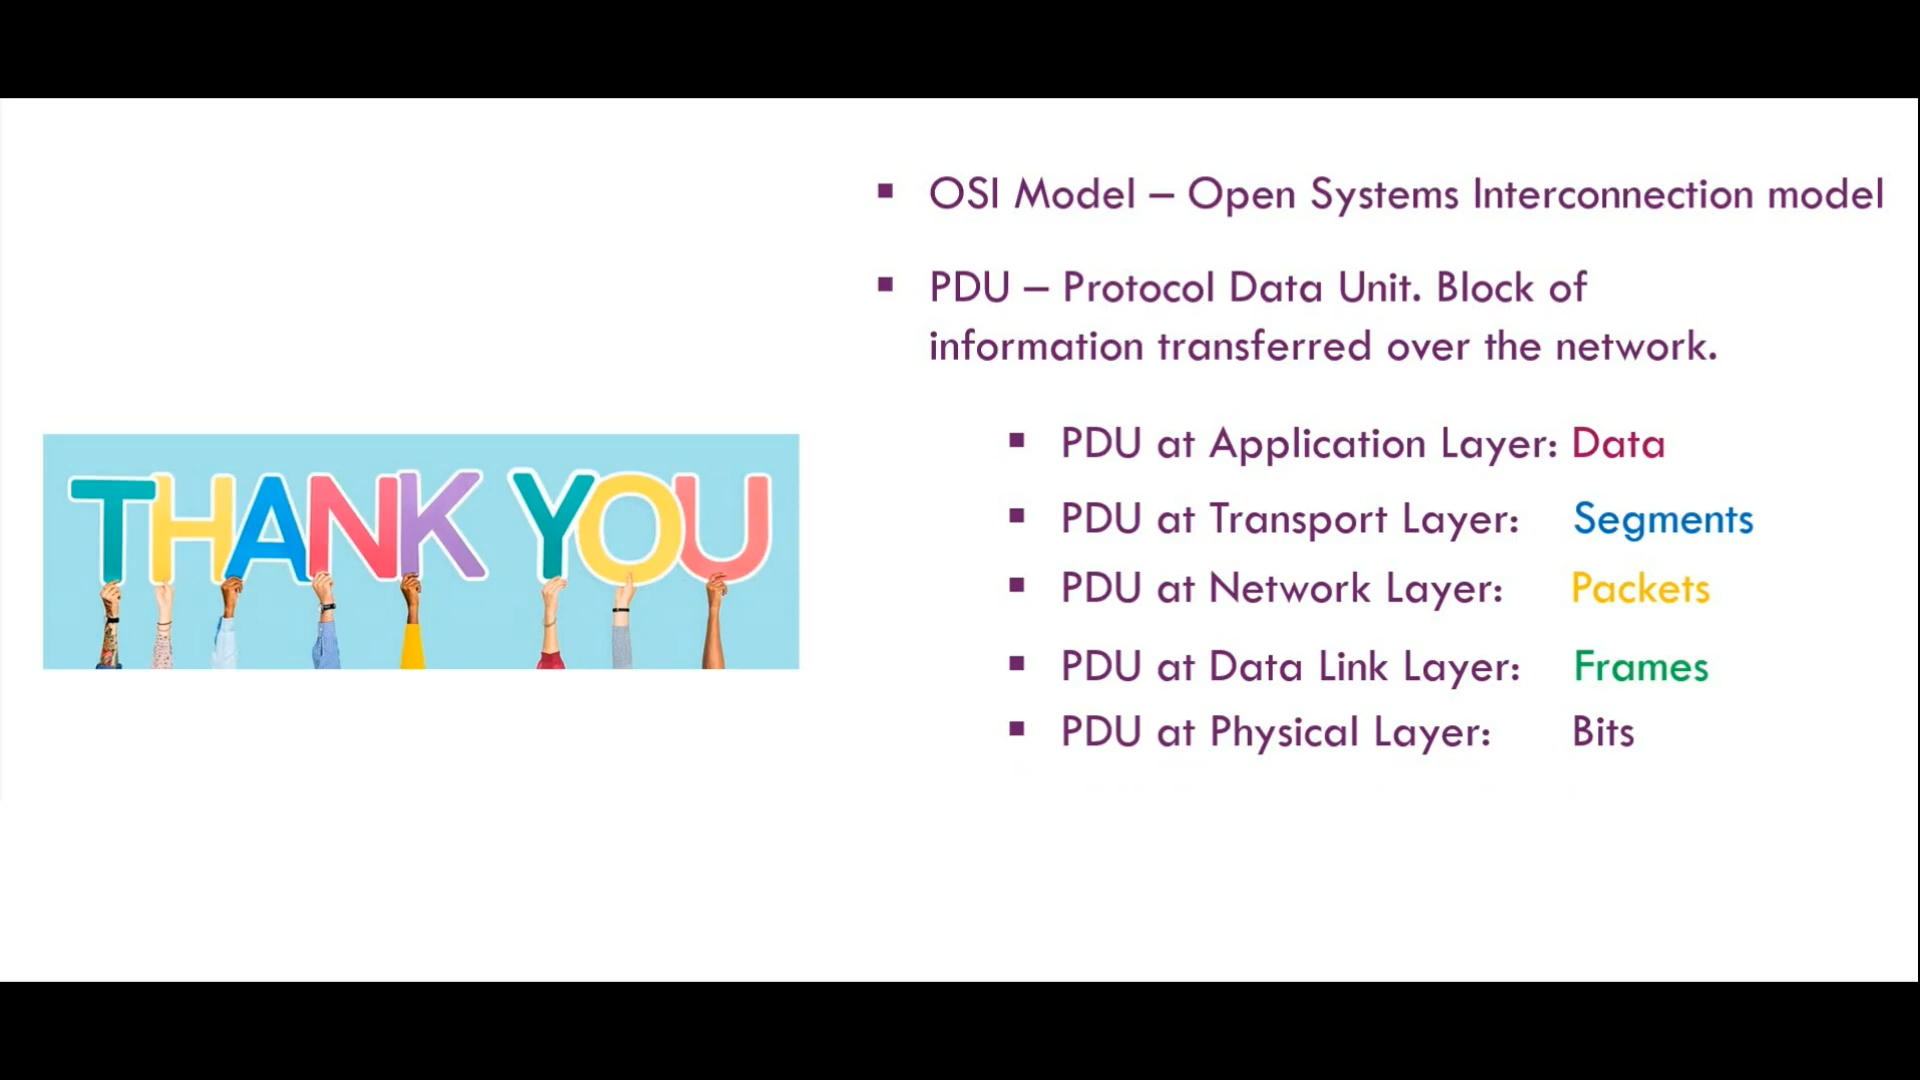 THANK YOU
▪ OSI Model – Open Systems Interconnection model
▪ PDU – Protocol Data Unit. Block of
information transferred over the network.
▪ PDU at Application Layer: Data
▪ PDU at Transport Layer: Segments
▪ PDU at Network Layer: Packets
▪ PDU at Data Link Layer: Frames
▪ PDU at Physical Layer: Bits